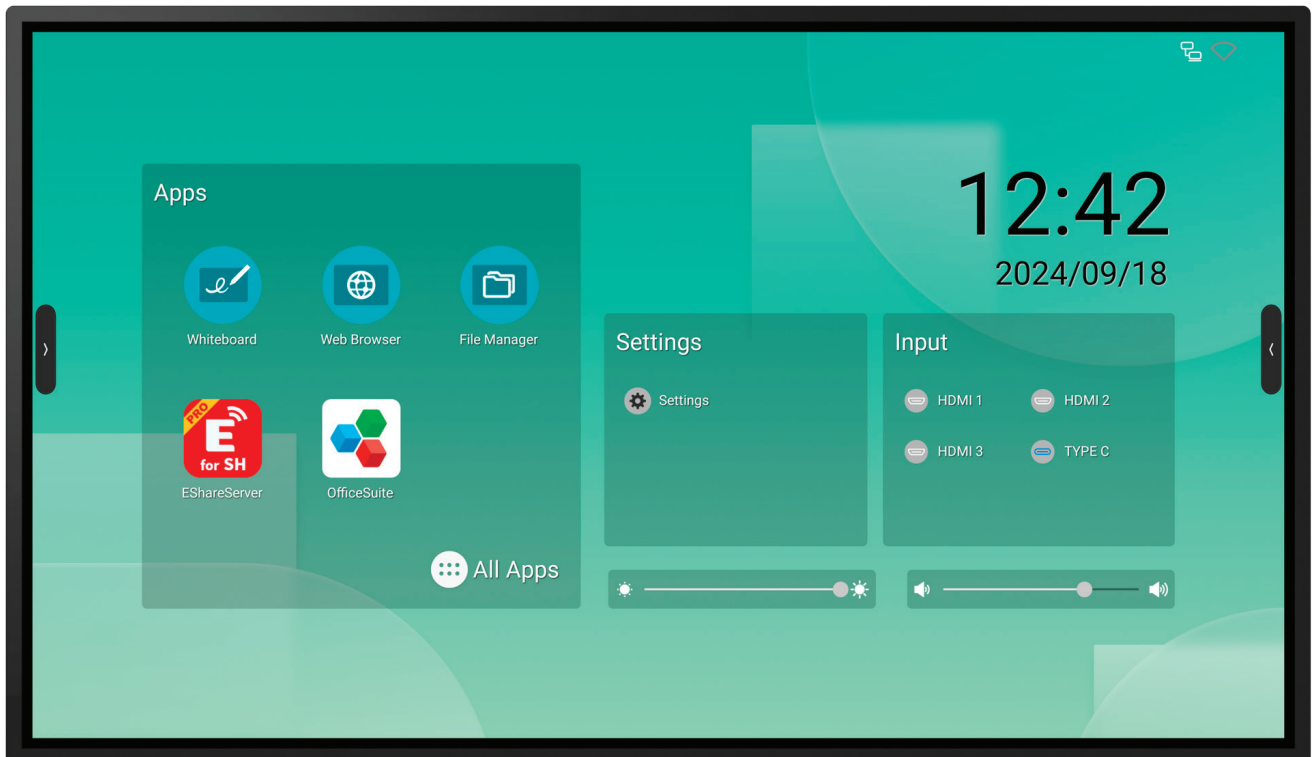 Apps
Whiteboard
Web Browser
File Manager
PRO
E
for SH
EShareServer
OfficeSuite
All Apps
12:42
2024/09/18
Settings
Settings
Input
HDMI 1
HDMI 2
HDMI 3
TYPE C